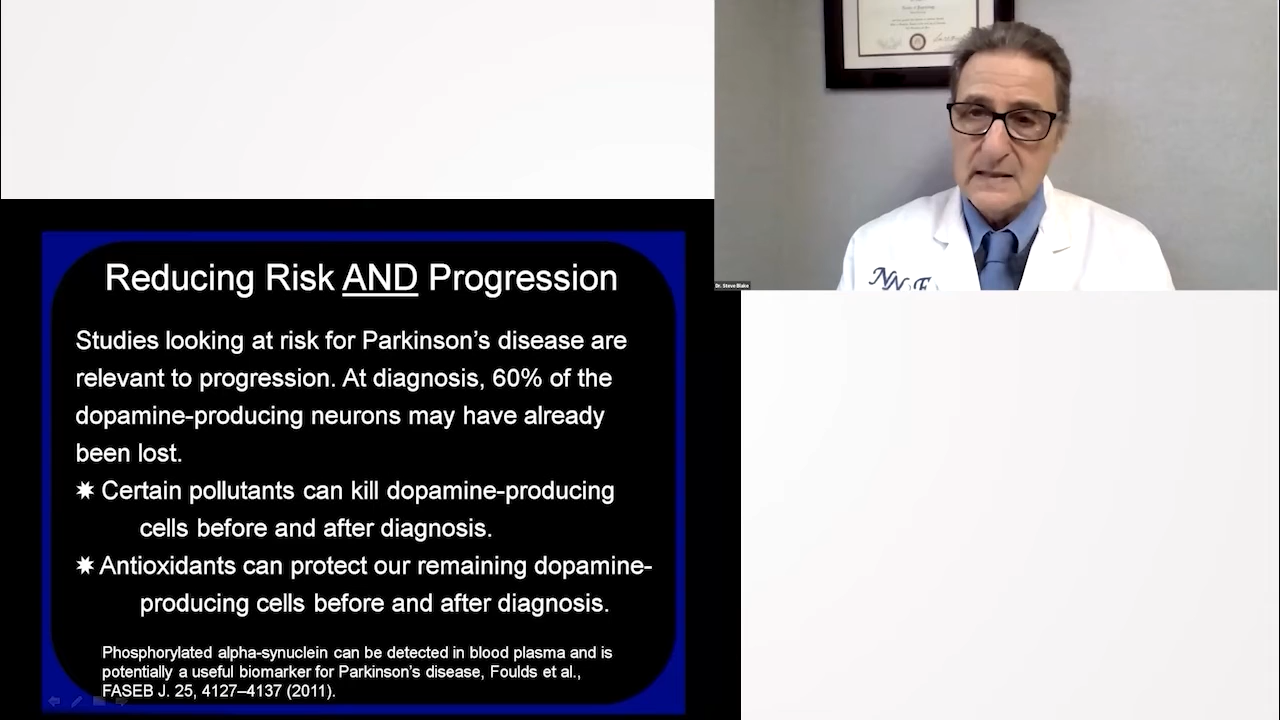 Reducing Risk AND Progression
Studies looking at risk for Parkinson's disease are
relevant to progression. At diagnosis, 60% of the
dopamine-producing neurons may have already
been lost.
✷ Certain pollutants can kill dopamine-producing
cells before and after diagnosis.
✷ Antioxidants can protect our remaining dopamine-
producing cells before and after diagnosis.
Phosphorylated alpha-synuclein can be detected in blood plasma and is
potentially a useful biomarker for Parkinson's disease, Foulds et al.,
FASEB J. 25, 4127–4137 (2011).
Dr. Steve Blake